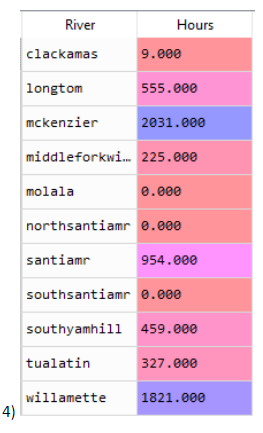 River Hours
clackamas 9.000
longtom 555.000
mckenzier 2031.000
middleforkwi... 225.000
molala 0.000
northsantiamr 0.000
santiamr 954.000
southsantiamr 0.000
southyamhill 459.000
tualatin 327.000
4) willamette 1821.000